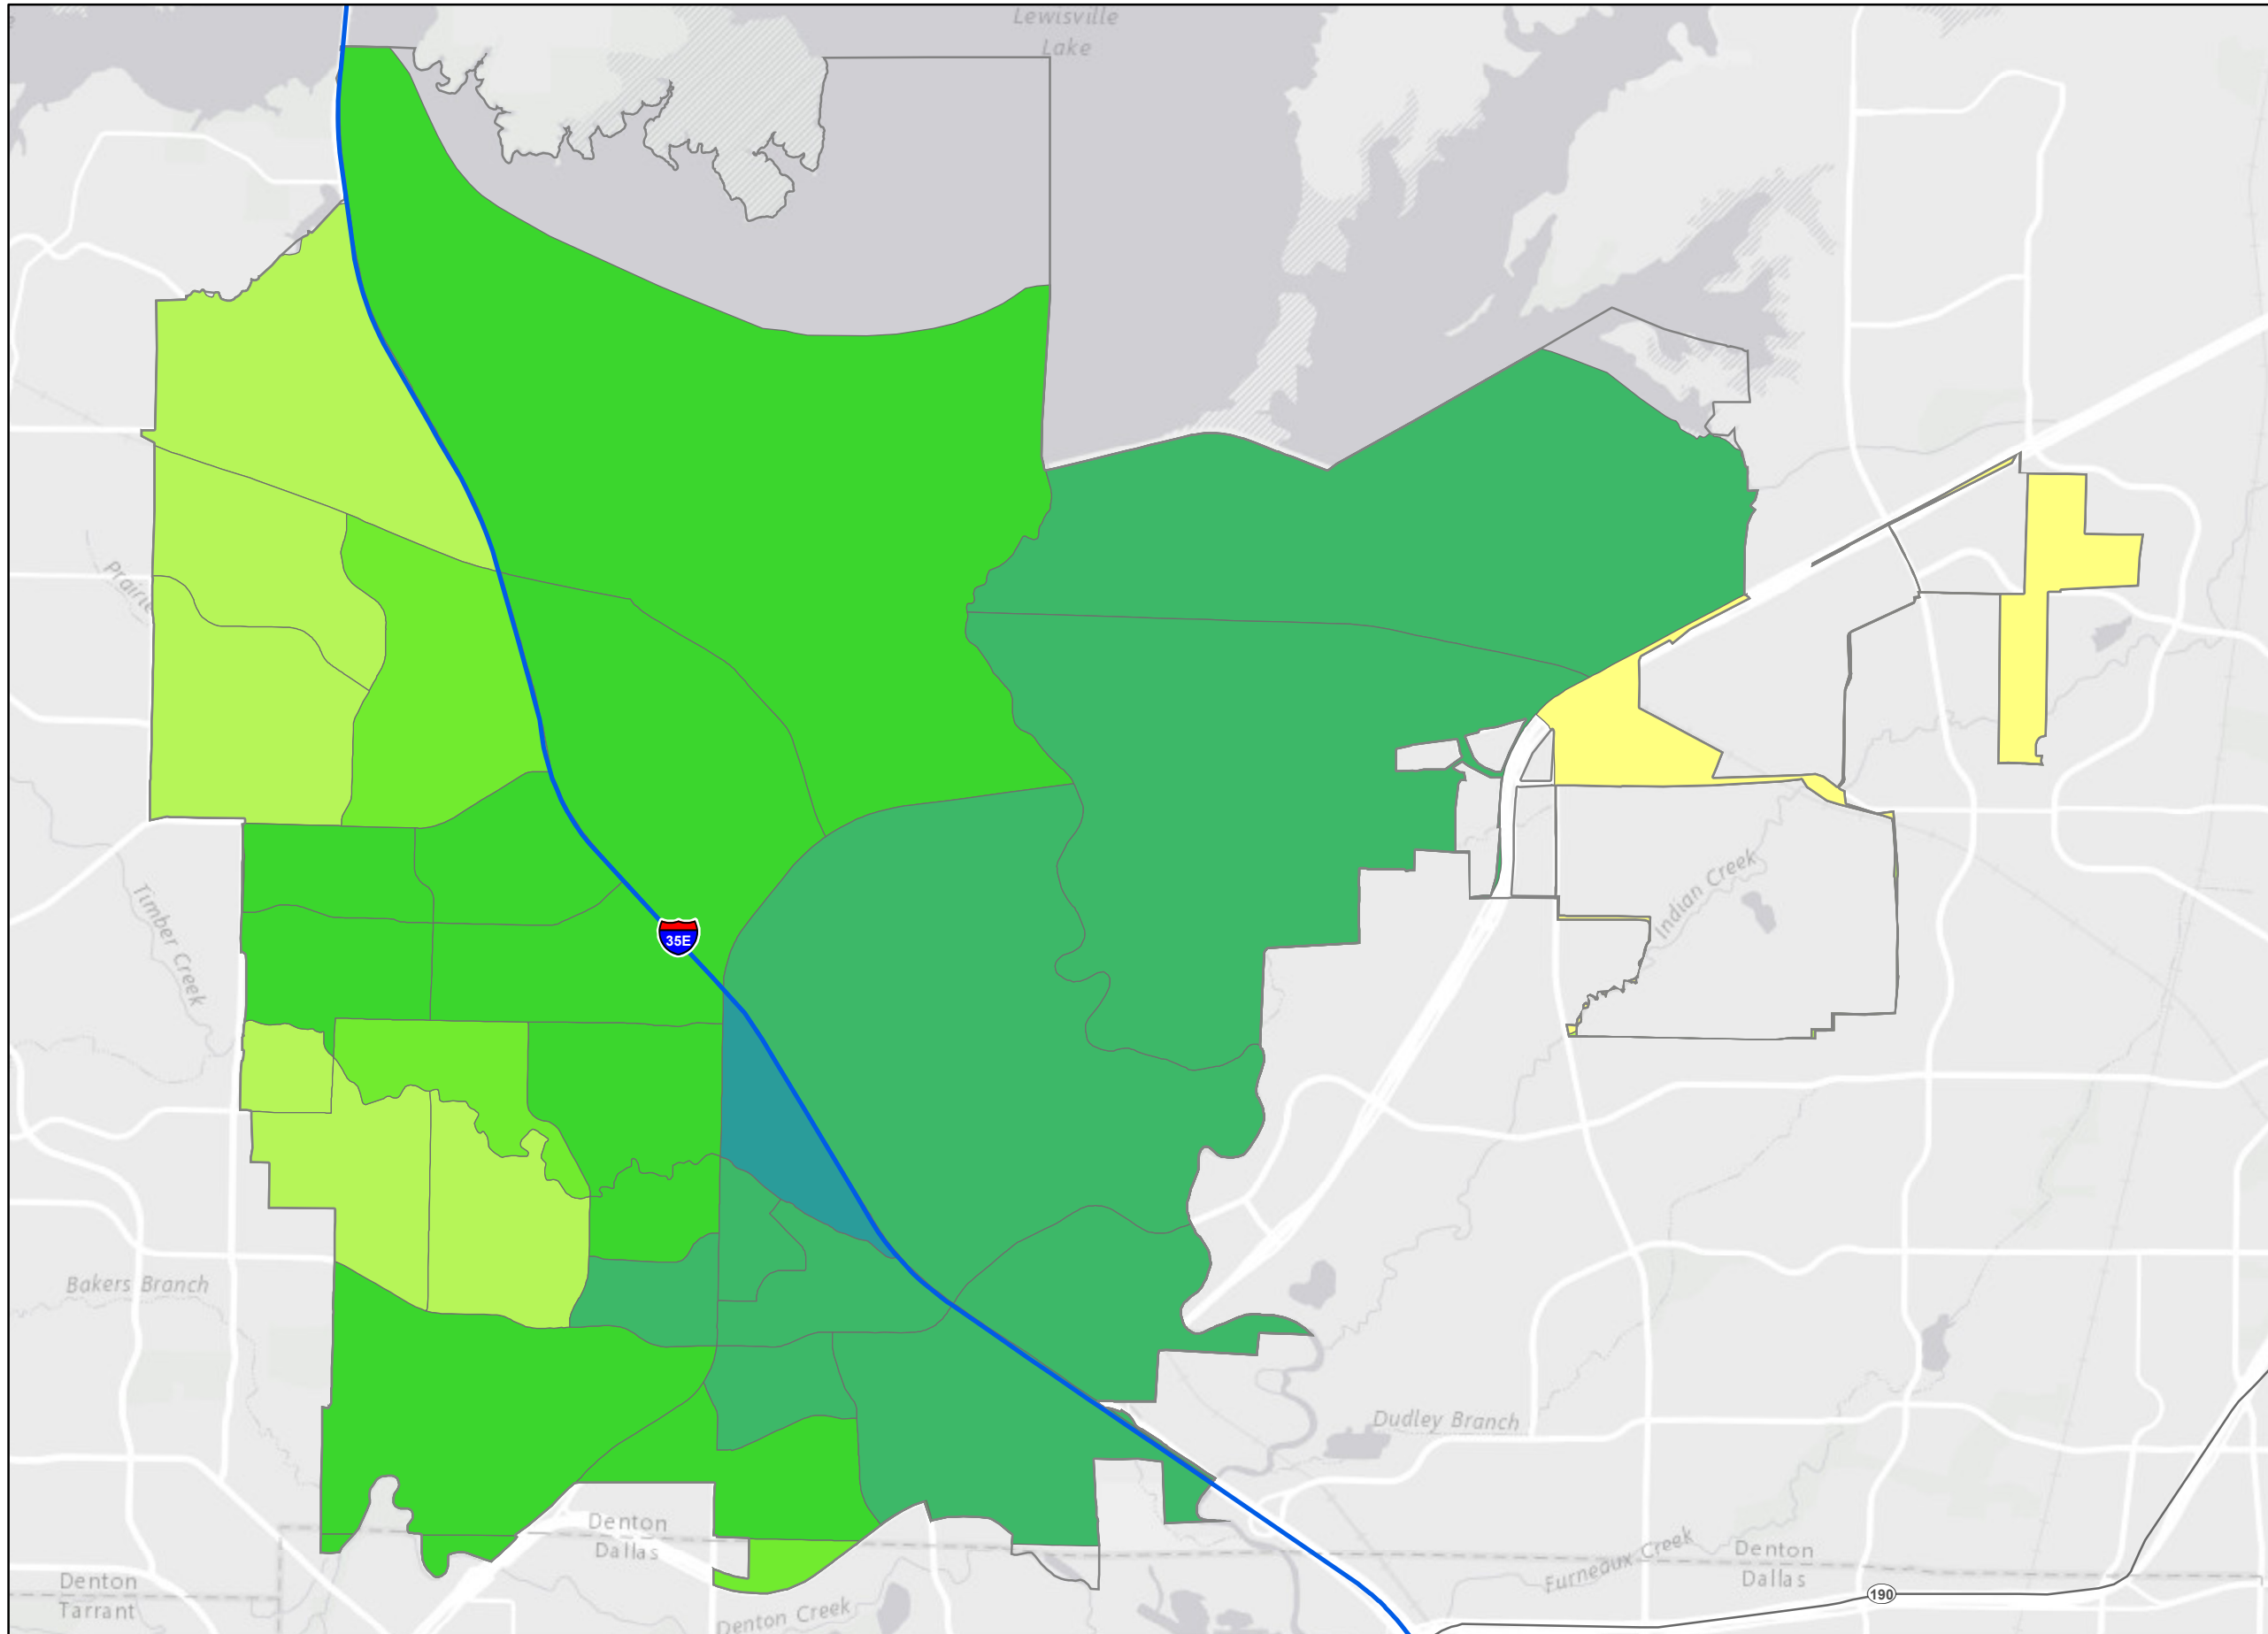 Lewisville
Lake
Prairie
Timber Creek
35E
Indian Creek
Bakers Branch
Dudley Branch
Denton
Dallas
Denton
Tarrant
Denton Creek
Furneaux Creek
Denton
Dallas
190